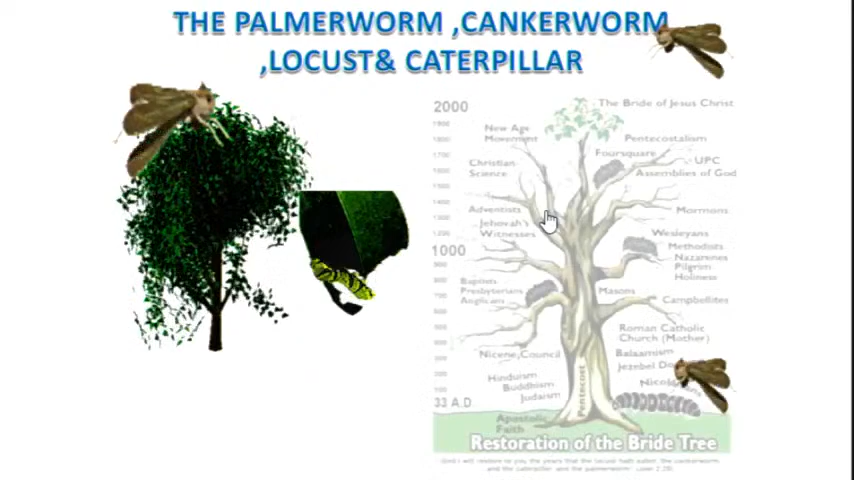 THE PALMERWORM ,CANKERWORM
,LOCUST& CATERPILLAR
2000
The Bride of Jesus Christ
New Age
Movement
Pentecostalism
Foursquare
UPC
Christian
Science
Assemblies of God
Adventists
Mormons
Jehovah's
Witnesses
Wesleyans
1000
Methodists
Nazarenes
Pilgrim
Holiness
Baptists
Presbyterians
Anglicans
Masons
Campbellites
Roman Catholic
Church (Mother)
Nicene,Council
Balaamism
Jezebel
Hinduism
Buddhism
Judaism
Pentecost
33 A.D.
Apostolic
Faith
Restoration of the Bride Tree